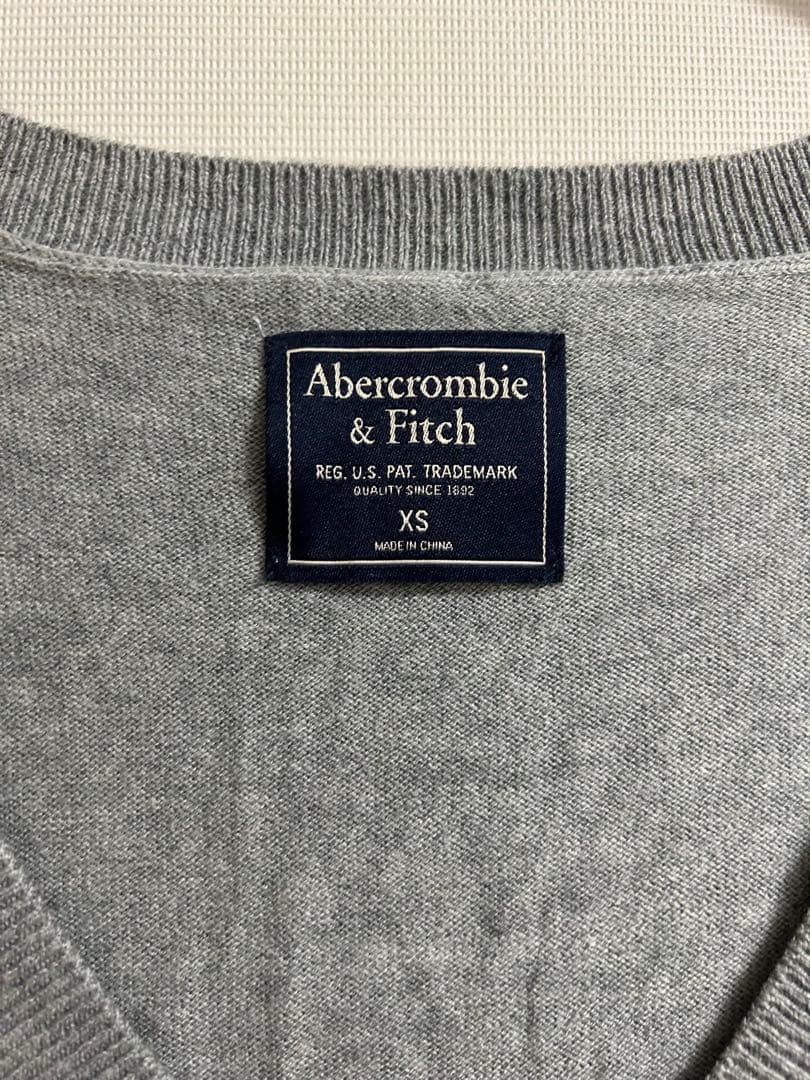 Abercrombie
& Fitch
REG. U.S. PAT. TRADEMARK
QUALITY SINCE 1892
XS
MADE IN CHINA